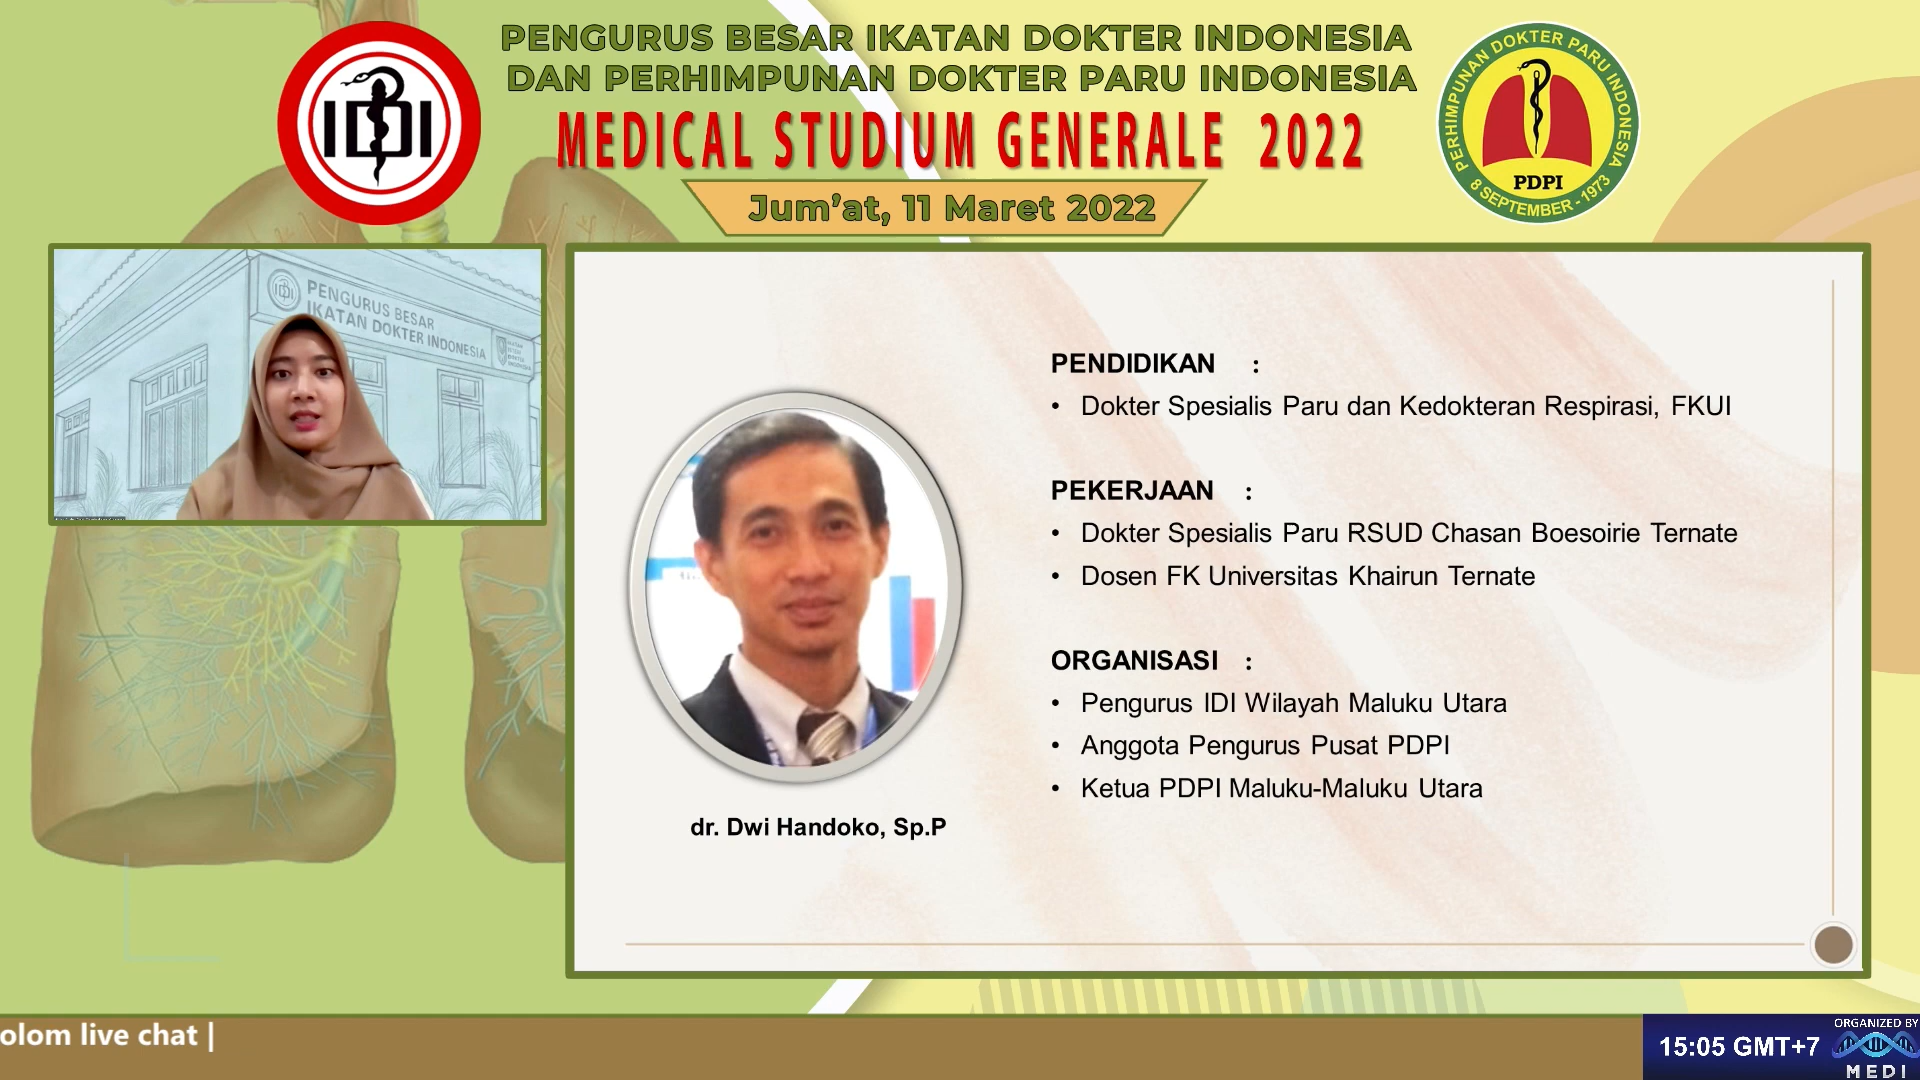 PENGURUS BESAR IKATAN DOKTER INDONESIA
DAN PERHIMPUNAN DOKTER PARU INDONESIA
MEDICAL STUDIUM GENERALE 2022
Jum'at, 11 Maret 2022
IDI
PERHIMPUNAN DOKTER PARU INDONESIA
PDPI
8 SEPTEMBER - 1973
PENGURUS BESAR
IKATAN DOKTER INDONESIA
PENDIDIKAN :
• Dokter Spesialis Paru dan Kedokteran Respirasi, FKUI
PEKERJAAN :
• Dokter Spesialis Paru RSUD Chasan Boesoirie Ternate
• Dosen FK Universitas Khairun Ternate
ORGANISASI :
• Pengurus IDI Wilayah Maluku Utara
• Anggota Pengurus Pusat PDPI
• Ketua PDPI Maluku-Maluku Utara
dr. Dwi Handoko, Sp.P
olom live chat |
15:05 GMT+7
ORGANIZED BY
MEDI